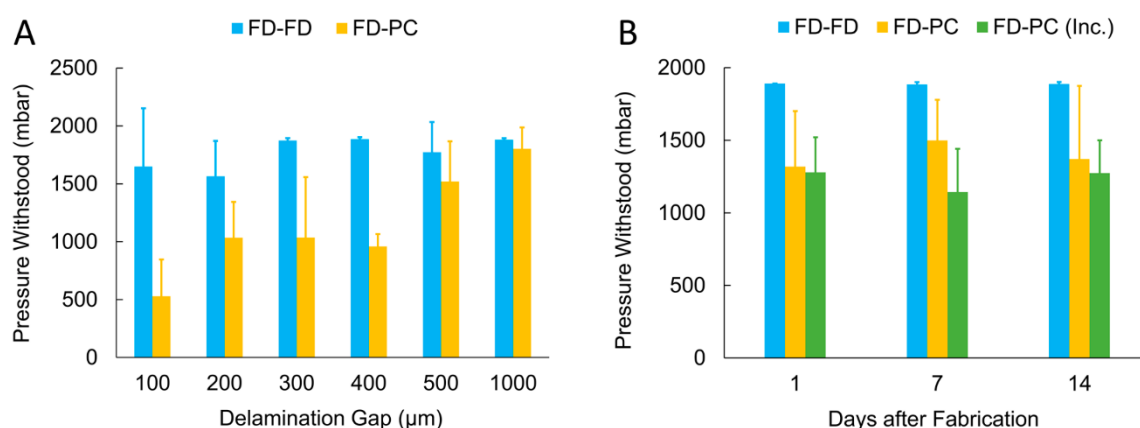 A
FD-FD FD-PC
Pressure Withstood (mbar)
2500
2000
1500
1000
500
0
100 200 300 400 500 1000
Delamination Gap (µm)
B
FD-FD FD-PC FD-PC (Inc.)
Pressure Withstood (mbar)
2000
1500
1000
500
0
1 7 14
Days after Fabrication